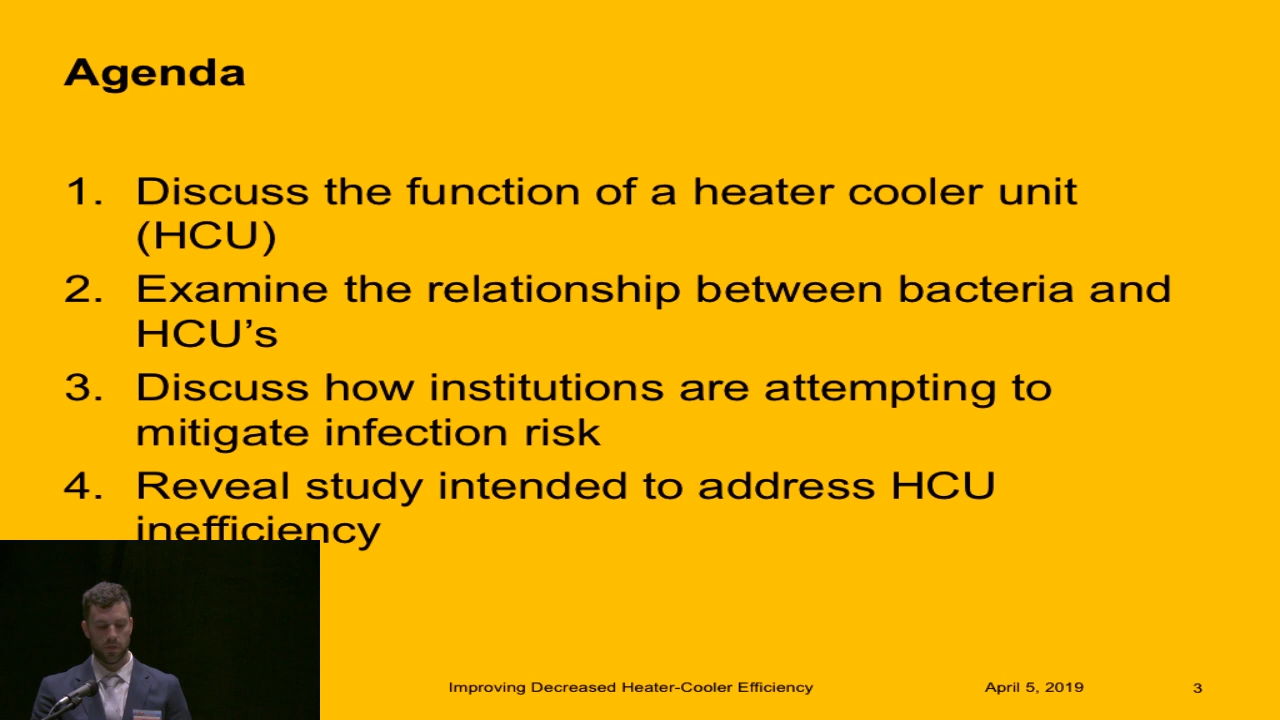 Agenda
1. Discuss the function of a heater cooler unit
(HCU)
2. Examine the relationship between bacteria and
HCU's
3. Discuss how institutions are attempting to
mitigate infection risk
4. Reveal study intended to address HCU
inefficiency
Improving Decreased Heater-Cooler Efficiency April 5, 2019 3